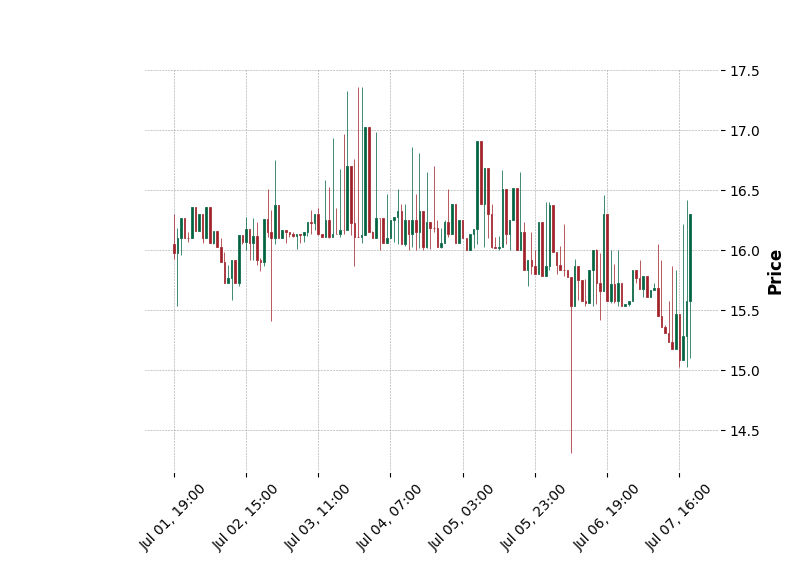 17.5
17.0
16.5
16.0
15.5
15.0
14.5
Price
Jul 01, 19:00
Jul 02, 15:00
Jul 03, 11:00
Jul 04, 07:00
Jul 05, 03:00
Jul 05, 23:00
Jul 06, 19:00
Jul 07, 16:00